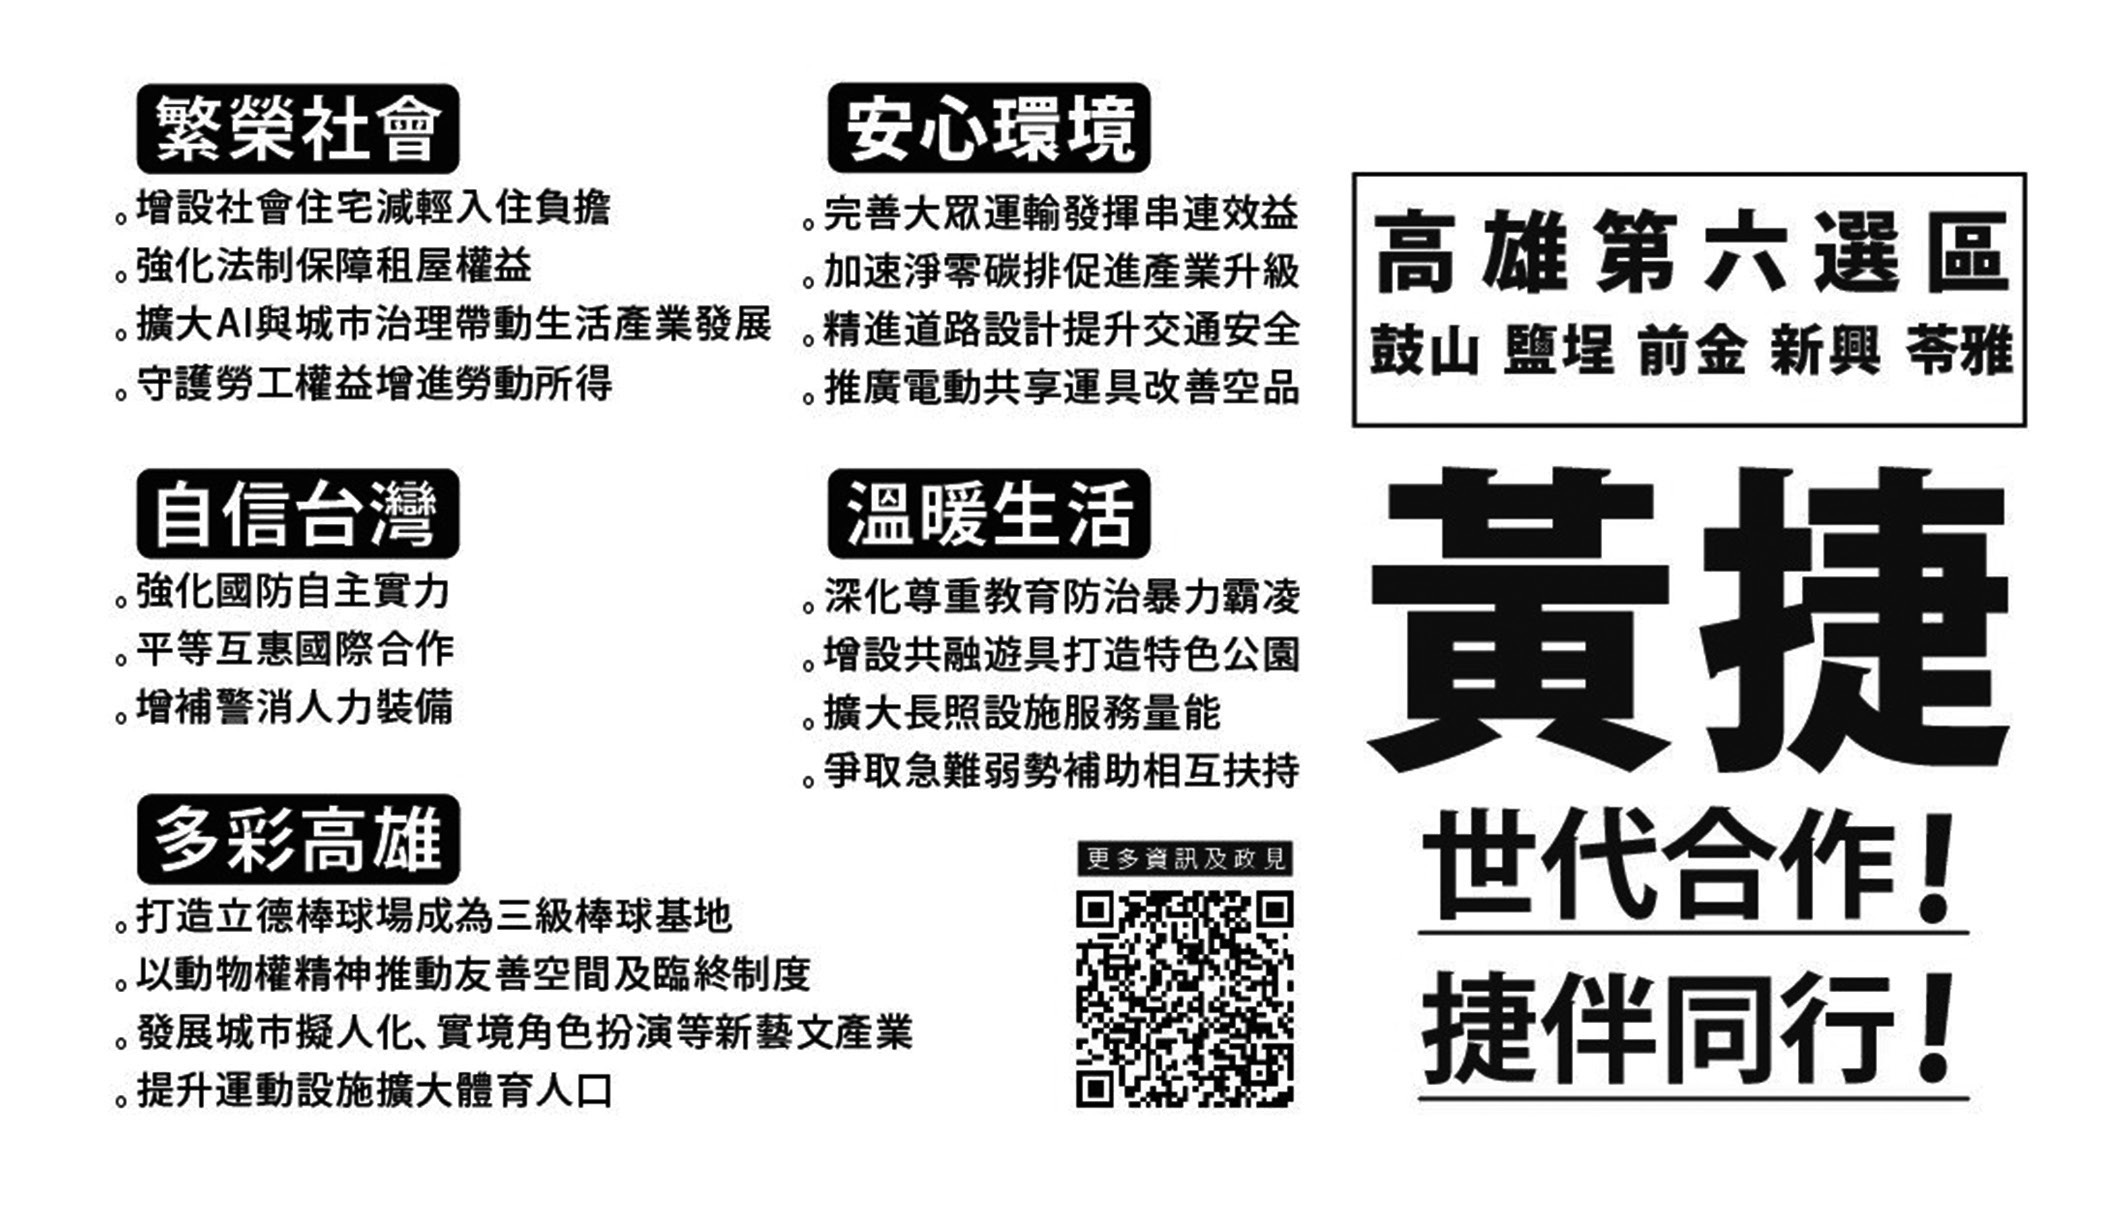 繁榮社會
。增設社會住宅減輕入住負擔
。強化法制保障租屋權益
。擴大AI與城市治理帶動生活產業發展
。守護勞工權益增進勞動所得
自信台灣
。強化國防自主實力
。平等互惠國際合作
。增補警消人力裝備
多彩高雄
。打造立德棒球場成為三級棒球基地
。以動物權精神推動友善空間及臨終制度
。發展城市擬人化、實境角色扮演等新藝文產業
。提升運動設施擴大體育人口
安心環境
。完善大眾運輸發揮串連效益
。加速淨零碳排促進產業升級
。精進道路設計提升交通安全
。推廣電動共享運具改善空品
溫暖生活
。深化尊重教育防治暴力霸凌
。增設共融遊具打造特色公園
。擴大長照設施服務量能
。爭取急難弱勢補助相互扶持
更多資訊及政見
高雄第六選區
鼓山 鹽埕 前金 新興 苓雅
黃捷
世代合作!
捷伴同行!